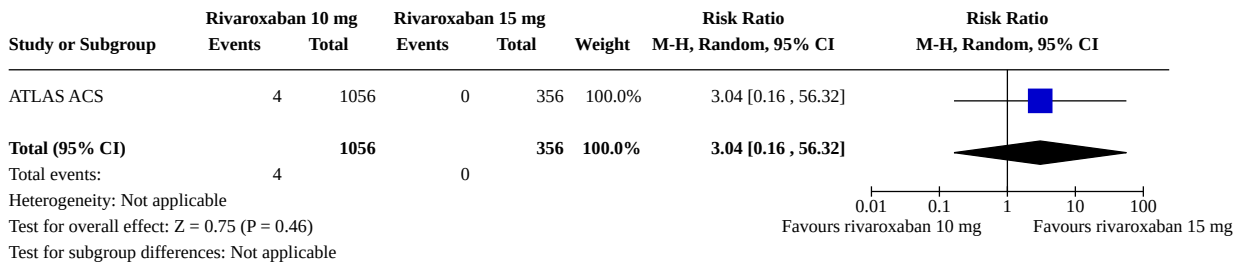 Rivaroxaban 10 mg Rivaroxaban 15 mg Risk Ratio Risk Ratio
Study or Subgroup Events Total Events Total Weight M-H, Random, 95% CI M-H, Random, 95% CI
ATLAS ACS 4 1056 0 356 100.0% 3.04 [0.16 , 56.32]
Total (95% CI) 1056 356 100.0% 3.04 [0.16 , 56.32]
Total events: 4 0
Heterogeneity: Not applicable
0.01 0.1 1 10 100
Test for overall effect: Z = 0.75 (P = 0.46) Favours rivaroxaban 10 mg Favours rivaroxaban 15 mg
Test for subgroup differences: Not applicable